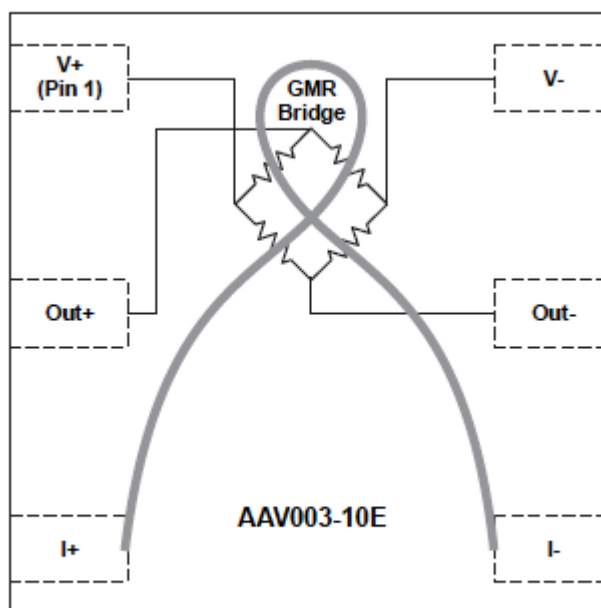 V+
(Pin 1)
GMR
Bridge
V-
Out+
Out-
AAV003-10E
I+
I-